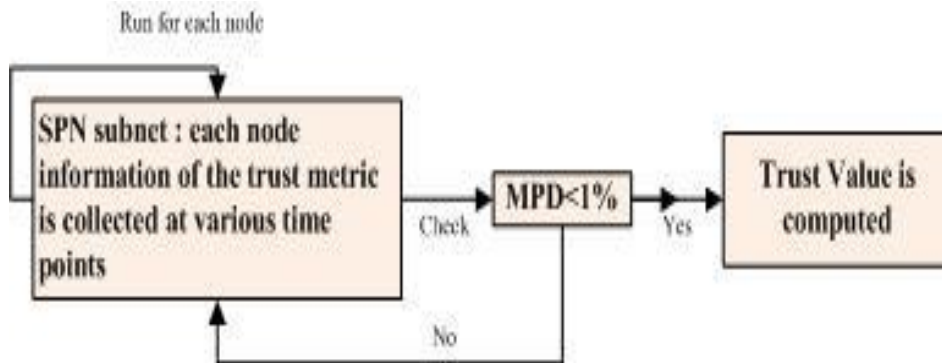 Run for each node
SPN subnet : each node
information of the trust metric
is collected at various time
points
Check
MPD<1%
Yes
Trust Value is
computed
No